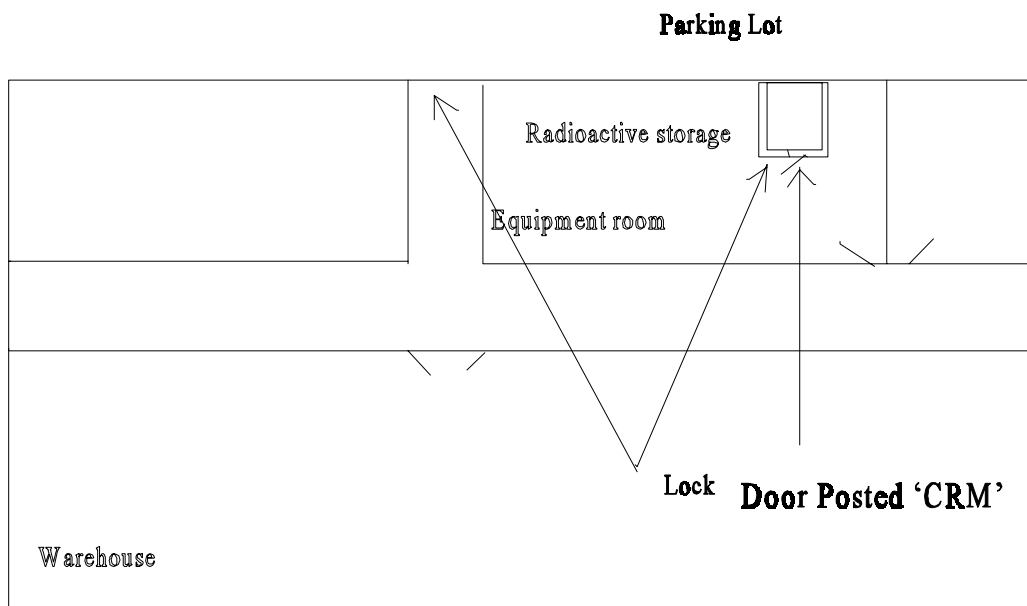 Parking Lot
Radioactive storage
Equipment room
Lock
Door Posted ‘CRM’
Warehouse